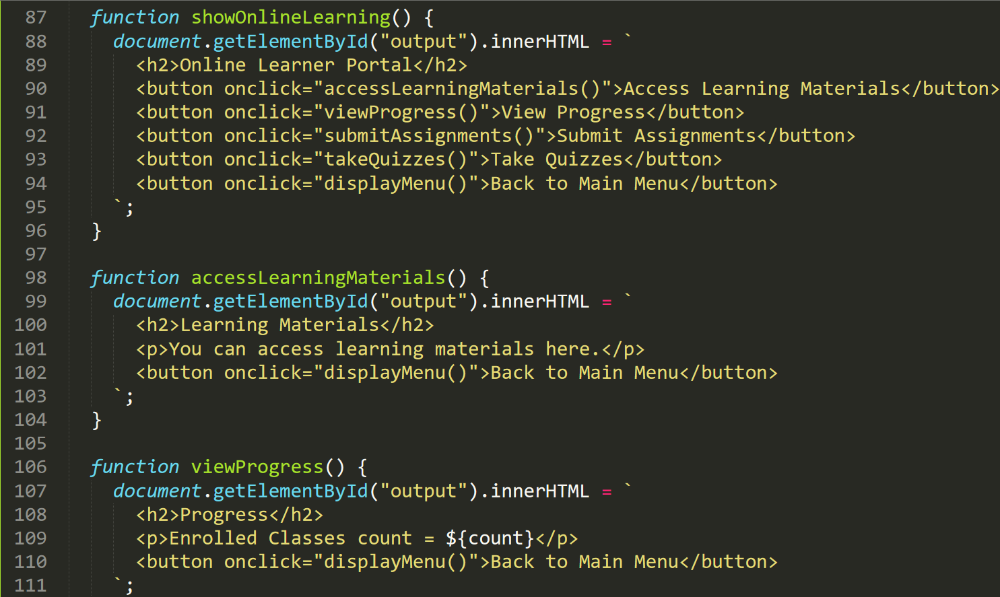 87 function showOnlineLearning() {
88 document.getElementById("output").innerHTML = `
89 <h2>Online Learner Portal</h2>
90 <button onclick="accessLearningMaterials()">Access Learning Materials</button>
91 <button onclick="viewProgress()">View Progress</button>
92 <button onclick="submitAssignments()">Submit Assignments</button>
93 <button onclick="takeQuizzes()">Take Quizzes</button>
94 <button onclick="displayMenu()">Back to Main Menu</button>
95 `;
96 }
97
98 function accessLearningMaterials() {
99 document.getElementById("output").innerHTML = `
100 <h2>Learning Materials</h2>
101 <p>You can access learning materials here.</p>
102 <button onclick="displayMenu()">Back to Main Menu</button>
103 `;
104 }
105
106 function viewProgress() {
107 document.getElementById("output").innerHTML = `
108 <h2>Progress</h2>
109 <p>Enrolled Classes count = ${count}</p>
110 <button onclick="displayMenu()">Back to Main Menu</button>
111 `;